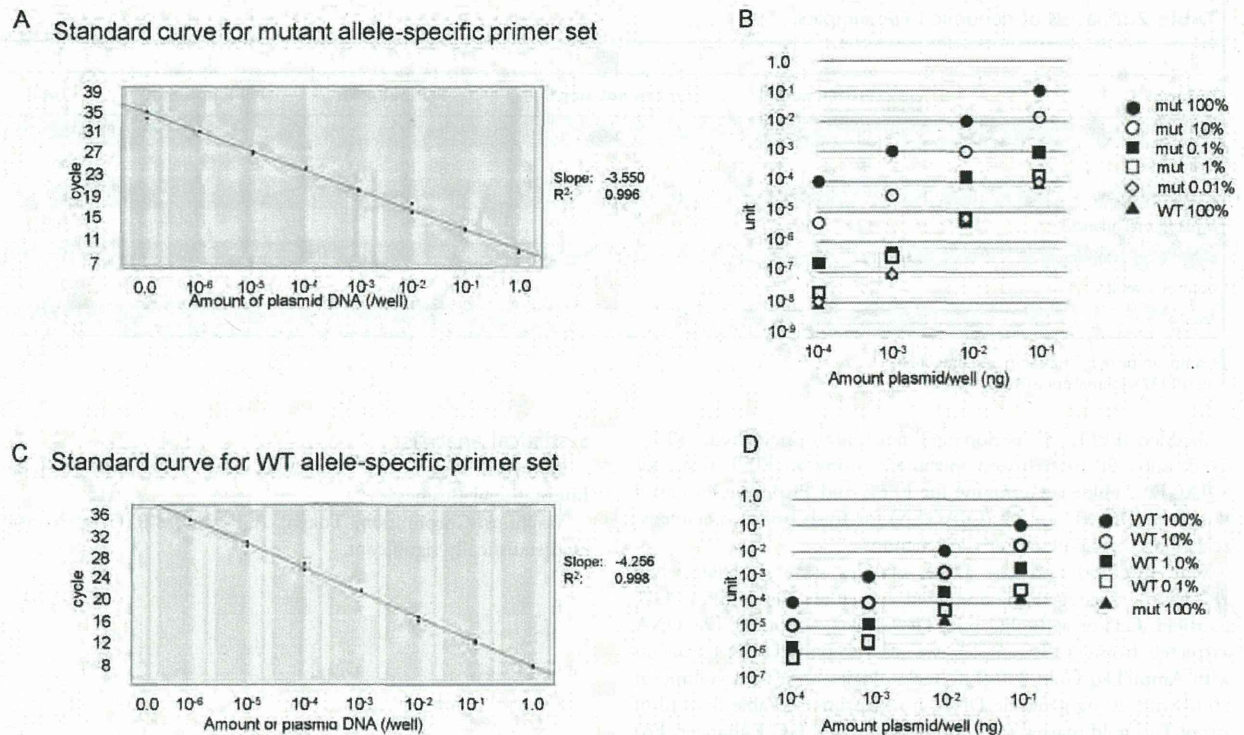 A
Standard curve for mutant allele-specific primer set
39
35
31
27
23
19
15
11
7
cycle
Slope: -3.550
R2: 0.996
0.0 10-6 10-5 10-4 10-3 10-2 10-1 1.0
Amount of plasmid DNA (/well)
B
1.0
10-1
10-2
10-3
10-4
10-5
10-6
10-7
10-8
10-9
unit
mut 100%
mut 10%
mut 0.1%
mut 1%
mut 0.01%
WT 100%
10-4 10-3 10-2 10-1
Amount plasmid/well (ng)
C
Standard curve for WT allele-specific primer set
36
32
28
24
20
16
12
8
cycle
Slope: -4.256
R2: 0.998
0.0 10-6 10-5 10-4 10-3 10-2 10-1 1.0
Amount or plasmid DNA (/well)
D
1.0
10-1
10-2
10-3
10-4
10-5
10-6
10-7
unit
WT 100%
WT 10%
WT 1.0%
WT 0.1%
mut 100%
10-4 10-3 10-2 10-1
Amount plasmid/well (ng)